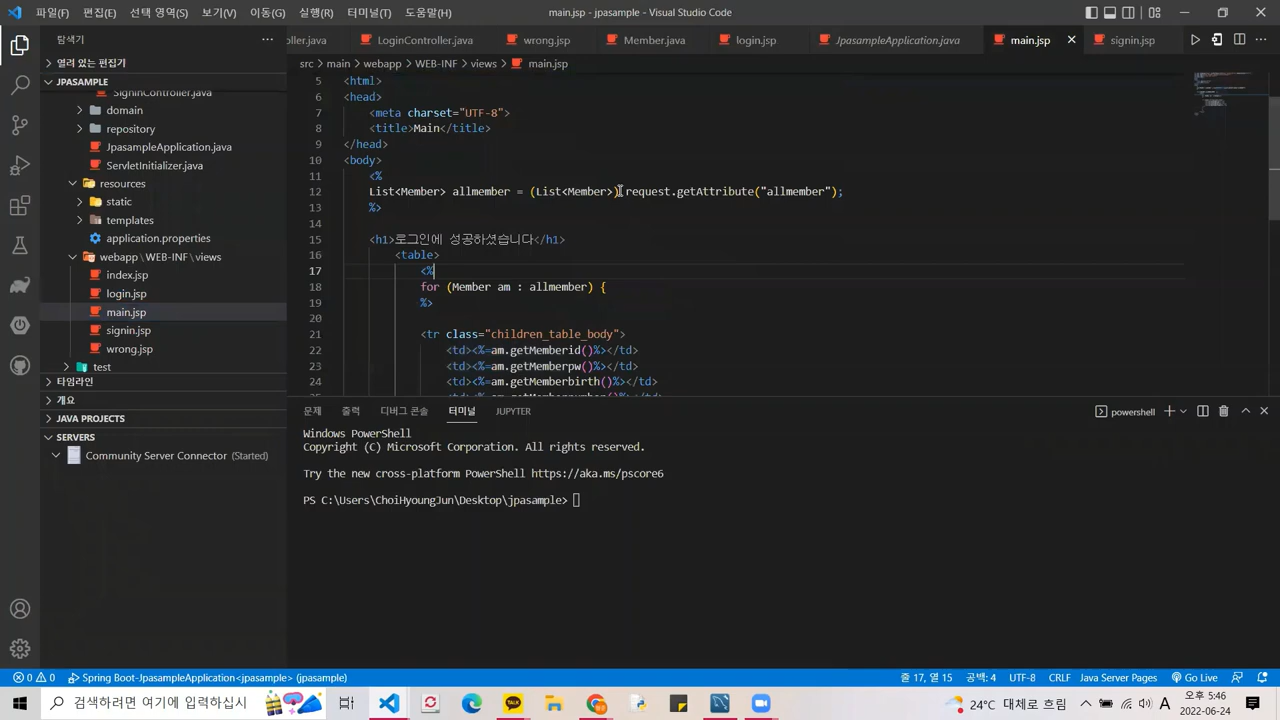 파일(F) 편집(E) 선택 영역(S) 보기(V) 이동(G) 실행(R) 터미널(T) 도움말(H) main.jsp - jpasample - Visual Studio Code
탐색기 ···
oller.java LoginController.java wrong.jsp Member.java login.jsp JpasampleApplication.java main.jsp signin.jsp
열려 있는 편집기
src > main > webapp > WEB-INF > views > main.jsp
JPASAMPLE
SigninController.java
domain
repository
JpasampleApplication.java
ServletInitializer.java
resources
static
templates
application.properties
webapp\WEB-INF\views
index.jsp
login.jsp
main.jsp
signin.jsp
wrong.jsp
test
타임라인
개요
JAVA PROJECTS
SERVERS
Community Server Connector (Started)
5 <html>
6 <head>
7 <meta charset="UTF-8">
8 <title>Main</title>
9 </head>
10 <body>
11 <%
12 List<Member> allmember = (List<Member>) request.getAttribute("allmember");
13 %>
14
15 <h1>로그인에 성공하셧습니다</h1>
16 <table>
17 <%
18 for (Member am : allmember) {
19 %>
20
21 <tr class="children_table_body">
22 <td><%=am.getMemberid()%></td>
23 <td><%=am.getMemberpw()%></td>
24 <td><%=am.getMemberbirth()%></td>
문제 출력 디버그 콘솔 터미널 JUPYTER powershell
Windows PowerShell
Copyright (C) Microsoft Corporation. All rights reserved.
Try the new cross-platform PowerShell https://aka.ms/pscore6
PS C:\Users\ChoiHyoungJun\Desktop\jpasample>
0 0 Spring Boot-JpasampleApplication<jpasample> (jpasample) 줄 17, 열 15 공백: 4 UTF-8 CRLF Java Server Pages Go Live
검색하려면 여기에 입력하십시 24°C 대체로 흐림 A 오후 5:46
2022-06-24